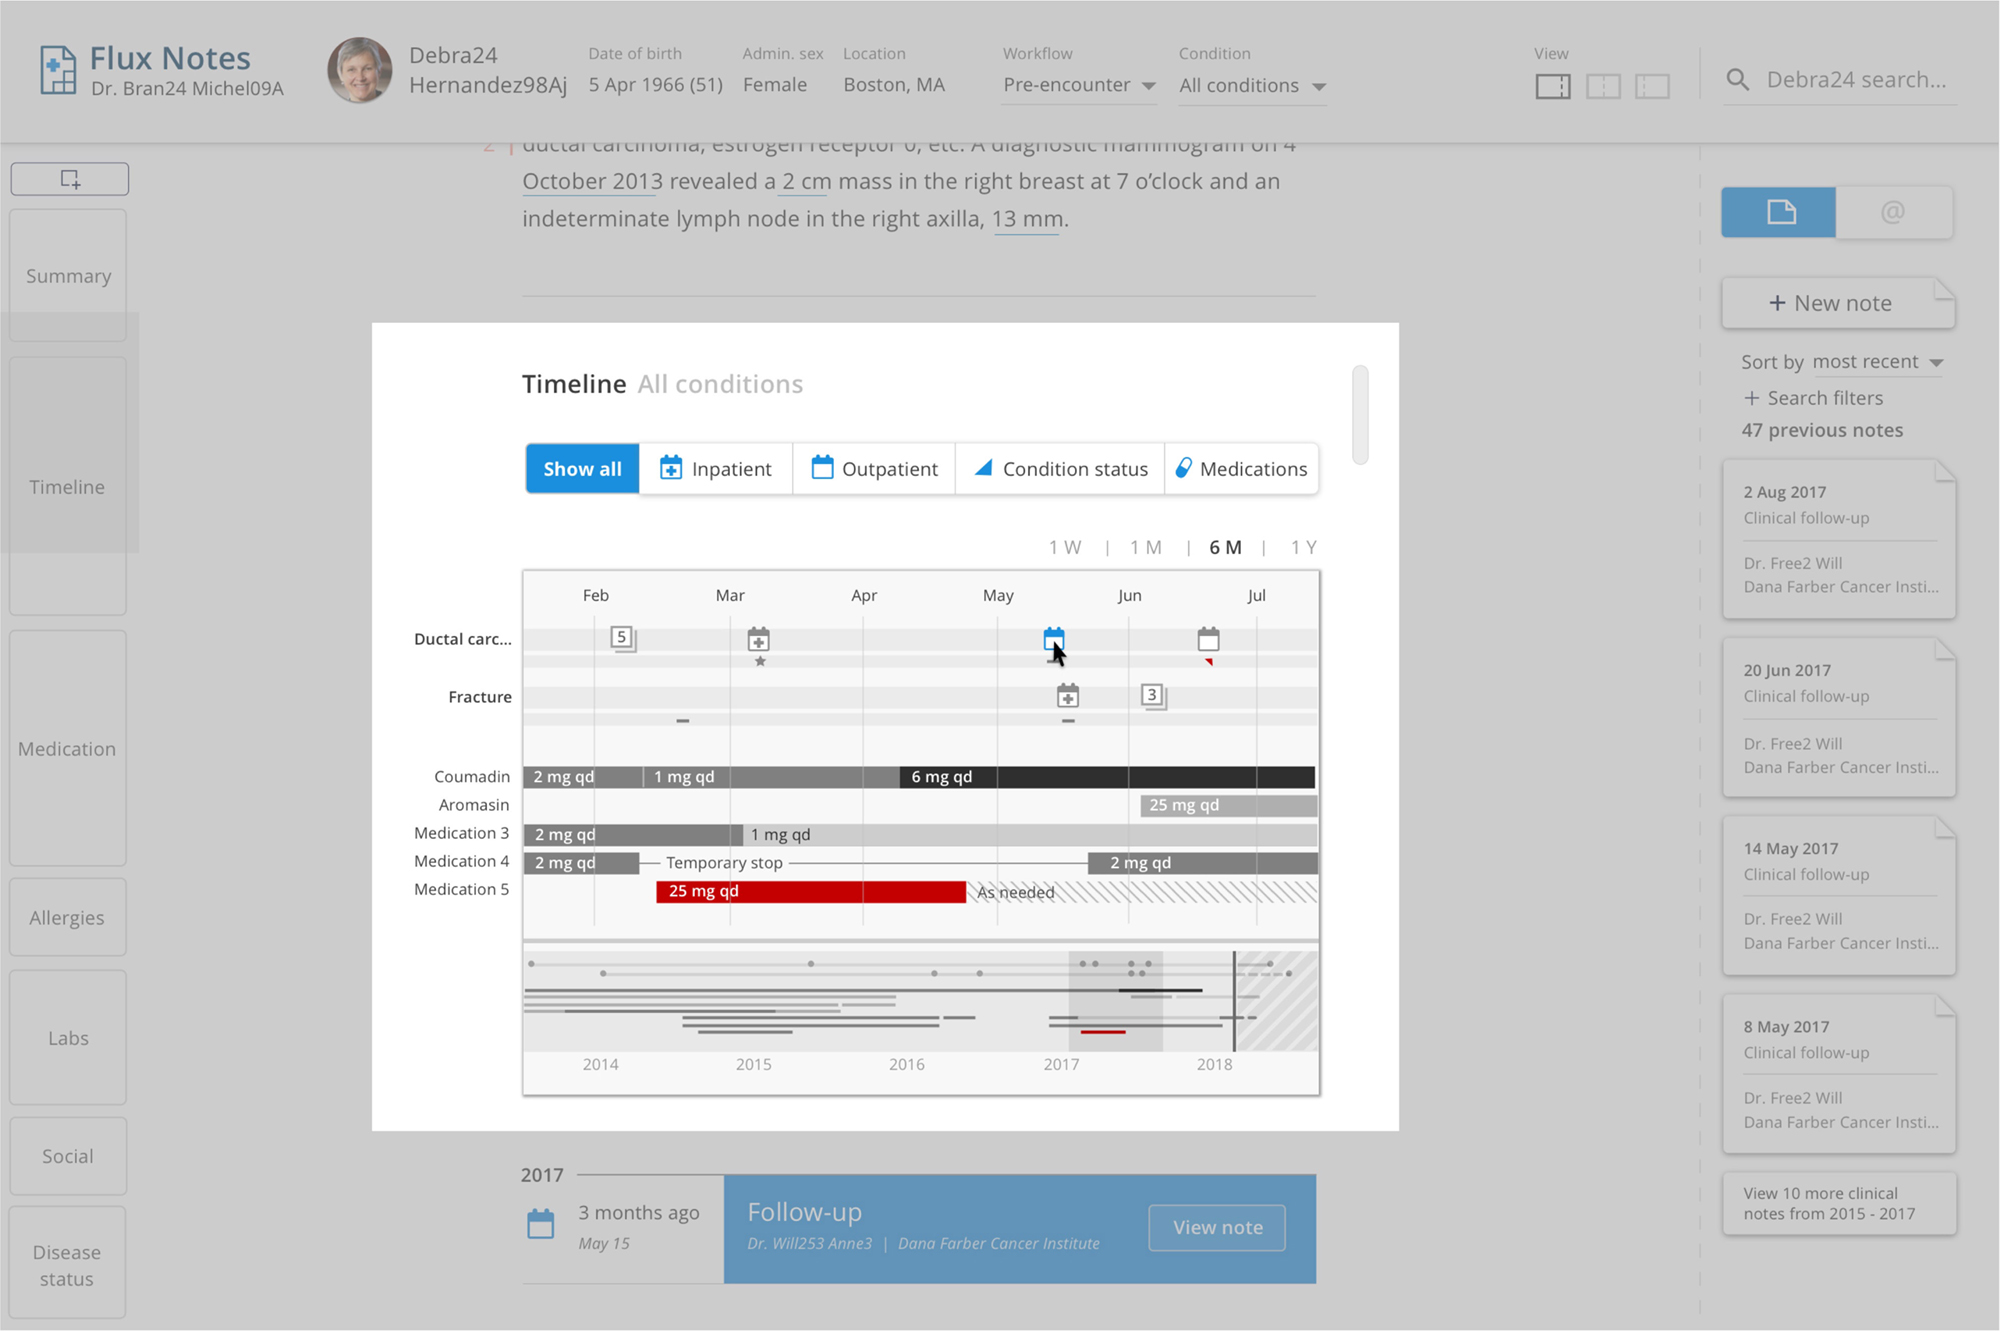 Flux Notes
Dr. Bran24 Michel09A
Debra24
Hernandez98Aj
Date of birth
5 Apr 1966 (51)
Admin. sex
Female
Location
Boston, MA
Workflow
Pre-encounter
Condition
All conditions
View
Debra24 search...
Summary
Timeline
Medication
Allergies
Labs
Social
Disease
status
2
ductal carcinoma, estrogen receptor 0, etc. A diagnostic mammogram on 4
October 2013 revealed a 2 cm mass in the right breast at 7 o’clock and an
indeterminate lymph node in the right axilla, 13 mm.
Timeline All conditions
Show all Inpatient Outpatient Condition status Medications
1 W | 1 M | 6 M | 1 Y
Feb Mar Apr May Jun Jul
Ductal carc... 5
Fracture 3
Coumadin 2 mg qd 1 mg qd 6 mg qd
Aromasin 25 mg qd
Medication 3 2 mg qd 1 mg qd
Medication 4 2 mg qd Temporary stop 2 mg qd
Medication 5 25 mg qd As needed
2014 2015 2016 2017 2018
2017
3 months ago
May 15
Follow-up
Dr. Will253 Anne3 | Dana Farber Cancer Institute
View note
@
+ New note
Sort by most recent
+ Search filters
47 previous notes
2 Aug 2017
Clinical follow-up
Dr. Free2 Will
Dana Farber Cancer Insti...
20 Jun 2017
Clinical follow-up
Dr. Free2 Will
Dana Farber Cancer Insti...
14 May 2017
Clinical follow-up
Dr. Free2 Will
Dana Farber Cancer Insti...
8 May 2017
Clinical follow-up
Dr. Free2 Will
Dana Farber Cancer Insti...
View 10 more clinical
notes from 2015 - 2017